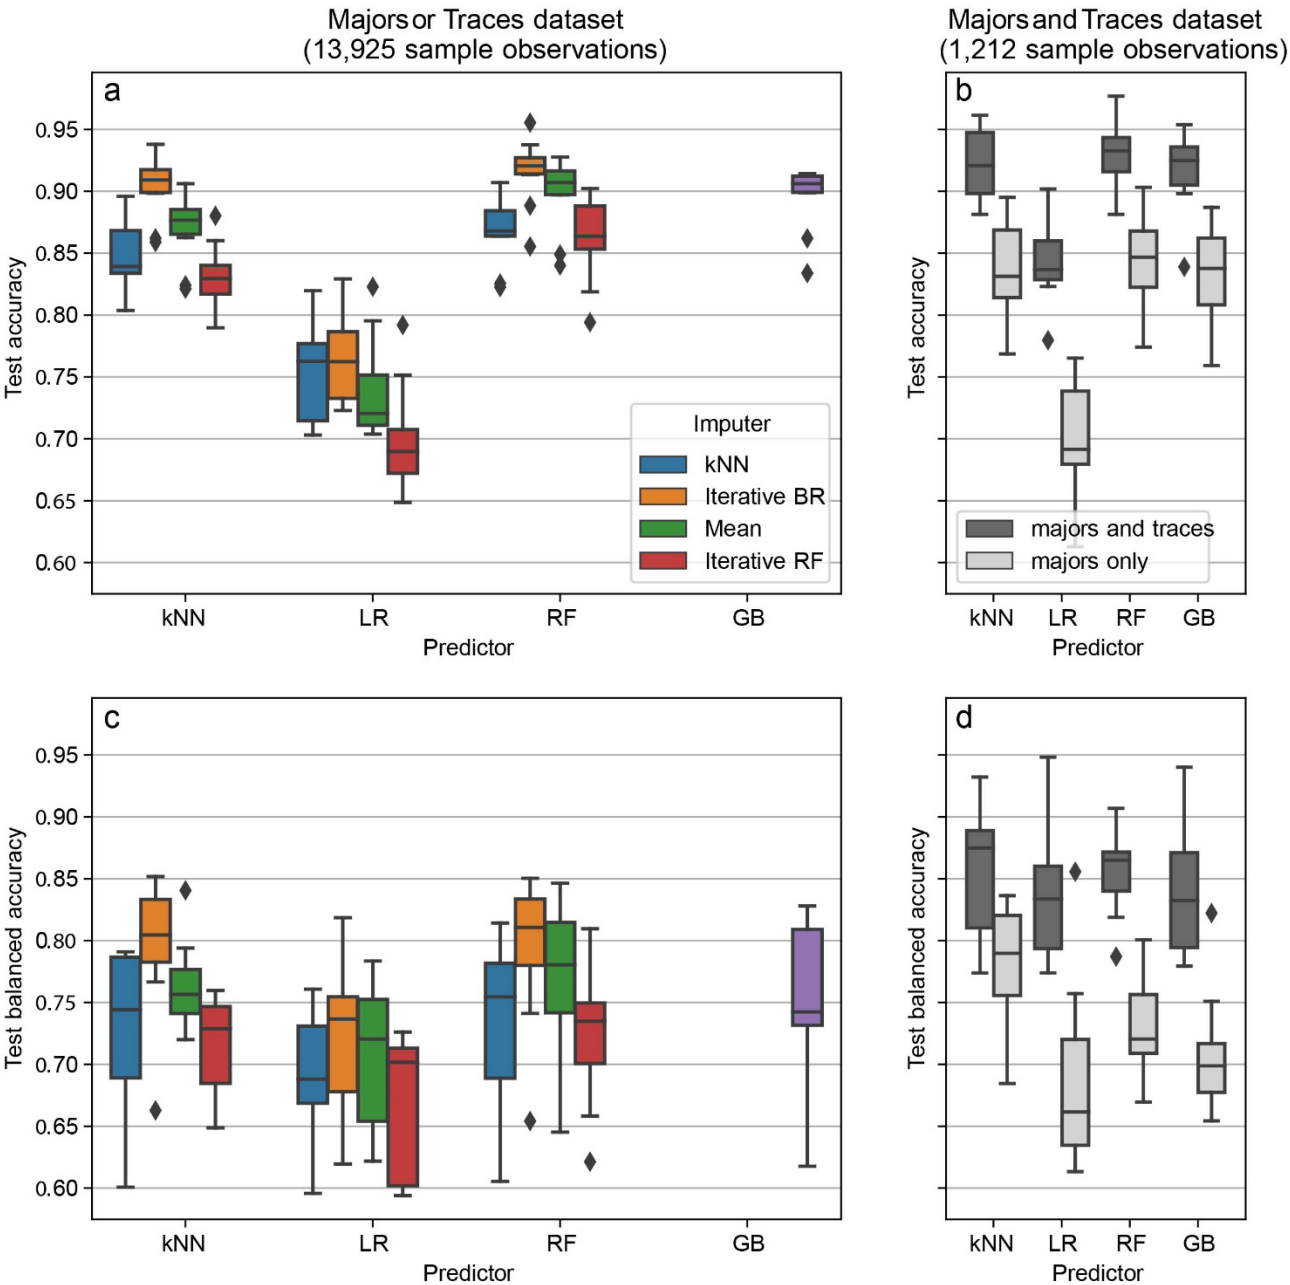 Majors or Traces dataset
(13,925 sample observations)
Majors and Traces dataset
(1,212 sample observations)
a
0.95
0.90
0.85
0.80
0.75
0.70
0.65
0.60
Test accuracy
Imputer
kNN
Iterative BR
Mean
Iterative RF
kNN LR RF GB
Predictor
b
Test accuracy
majors and traces
majors only
kNN LR RF GB
Predictor
c
0.95
0.90
0.85
0.80
0.75
0.70
0.65
0.60
Test balanced accuracy
kNN LR RF GB
Predictor
d
Test balanced accuracy
kNN LR RF GB
Predictor